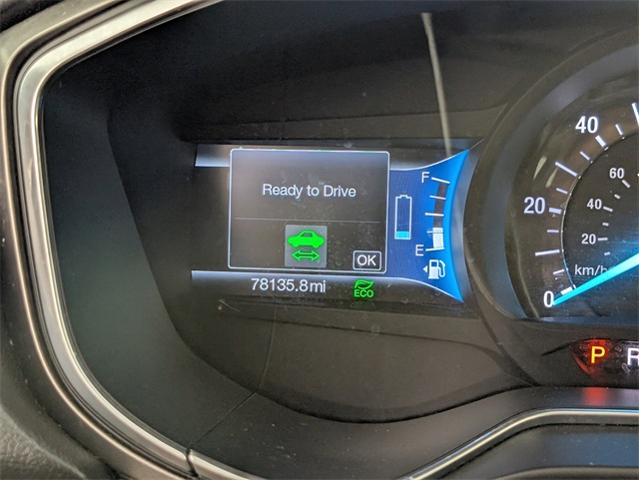 Ready to Drive
OK
78135.8mi
ECO
F
E
40
20
0
60
40
20
km/h
P R